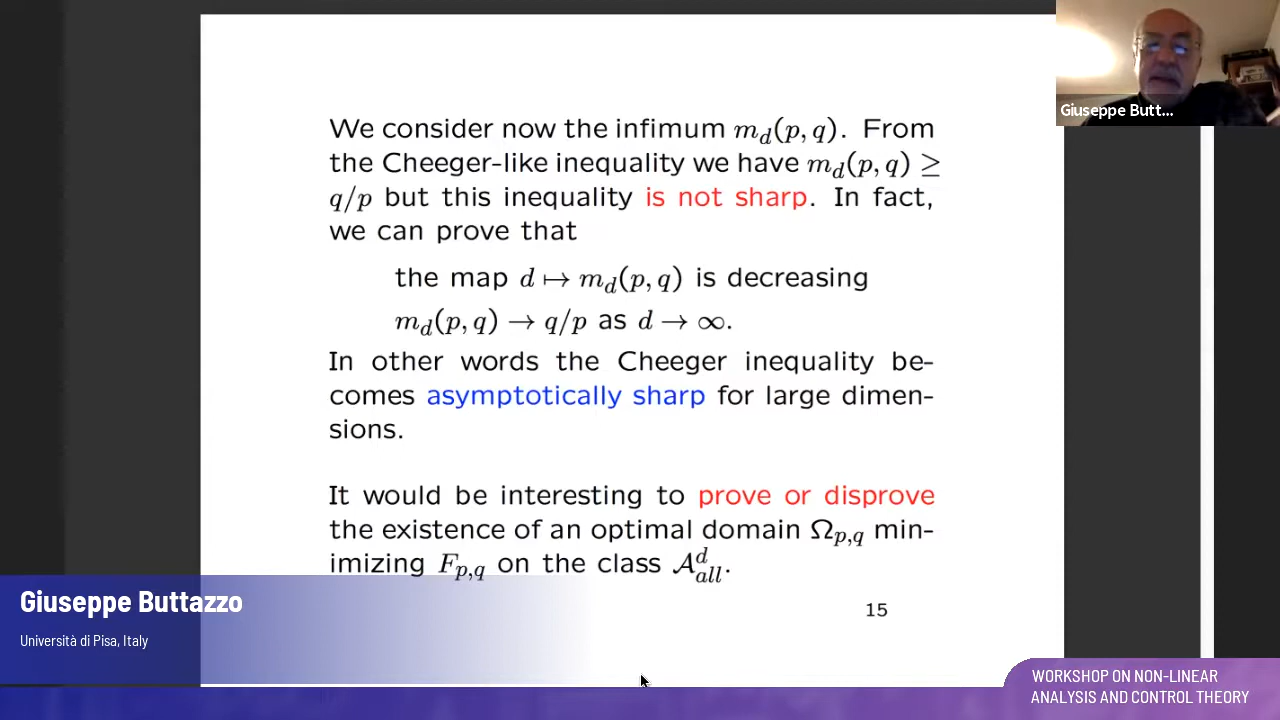 We consider now the infimum m_d(p, q). From
the Cheeger-like inequality we have m_d(p, q) ≥
q/p but this inequality is not sharp. In fact,
we can prove that
the map d ↦ m_d(p, q) is decreasing
m_d(p, q) → q/p as d → ∞.
In other words the Cheeger inequality be-
comes asymptotically sharp for large dimen-
sions.
It would be interesting to prove or disprove
the existence of an optimal domain Ω_{p,q} min-
imizing F_{p,q} on the class 𝒜^d_{all}.
15
Giuseppe Butt...
Giuseppe Buttazzo
Università di Pisa, Italy
WORKSHOP ON NON-LINEAR
ANALYSIS AND CONTROL THEORY